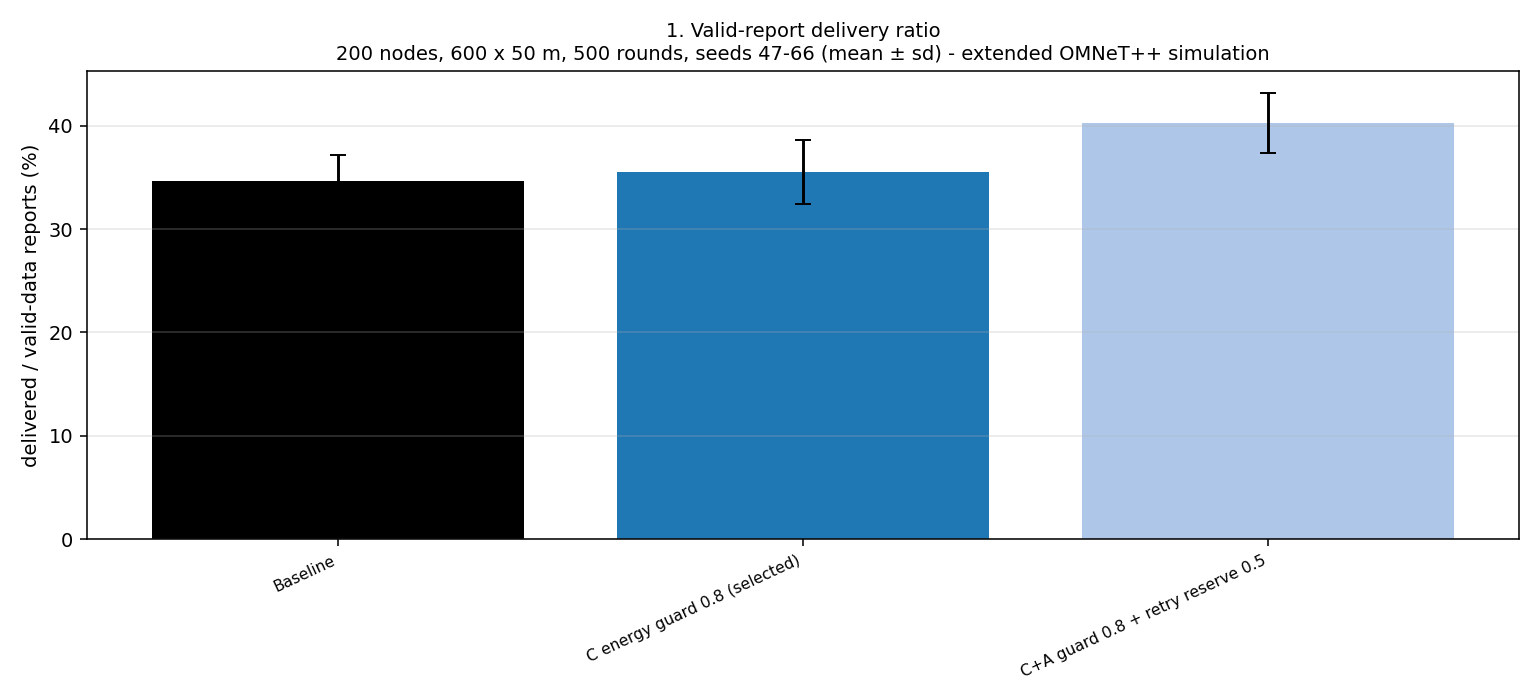 1. Valid-report delivery ratio
200 nodes, 600 x 50 m, 500 rounds, seeds 47-66 (mean ± sd) - extended OMNeT++ simulation
delivered / valid-data reports (%)
40
30
20
10
0
Baseline
C energy guard 0.8 (selected)
C+A guard 0.8 + retry reserve 0.5